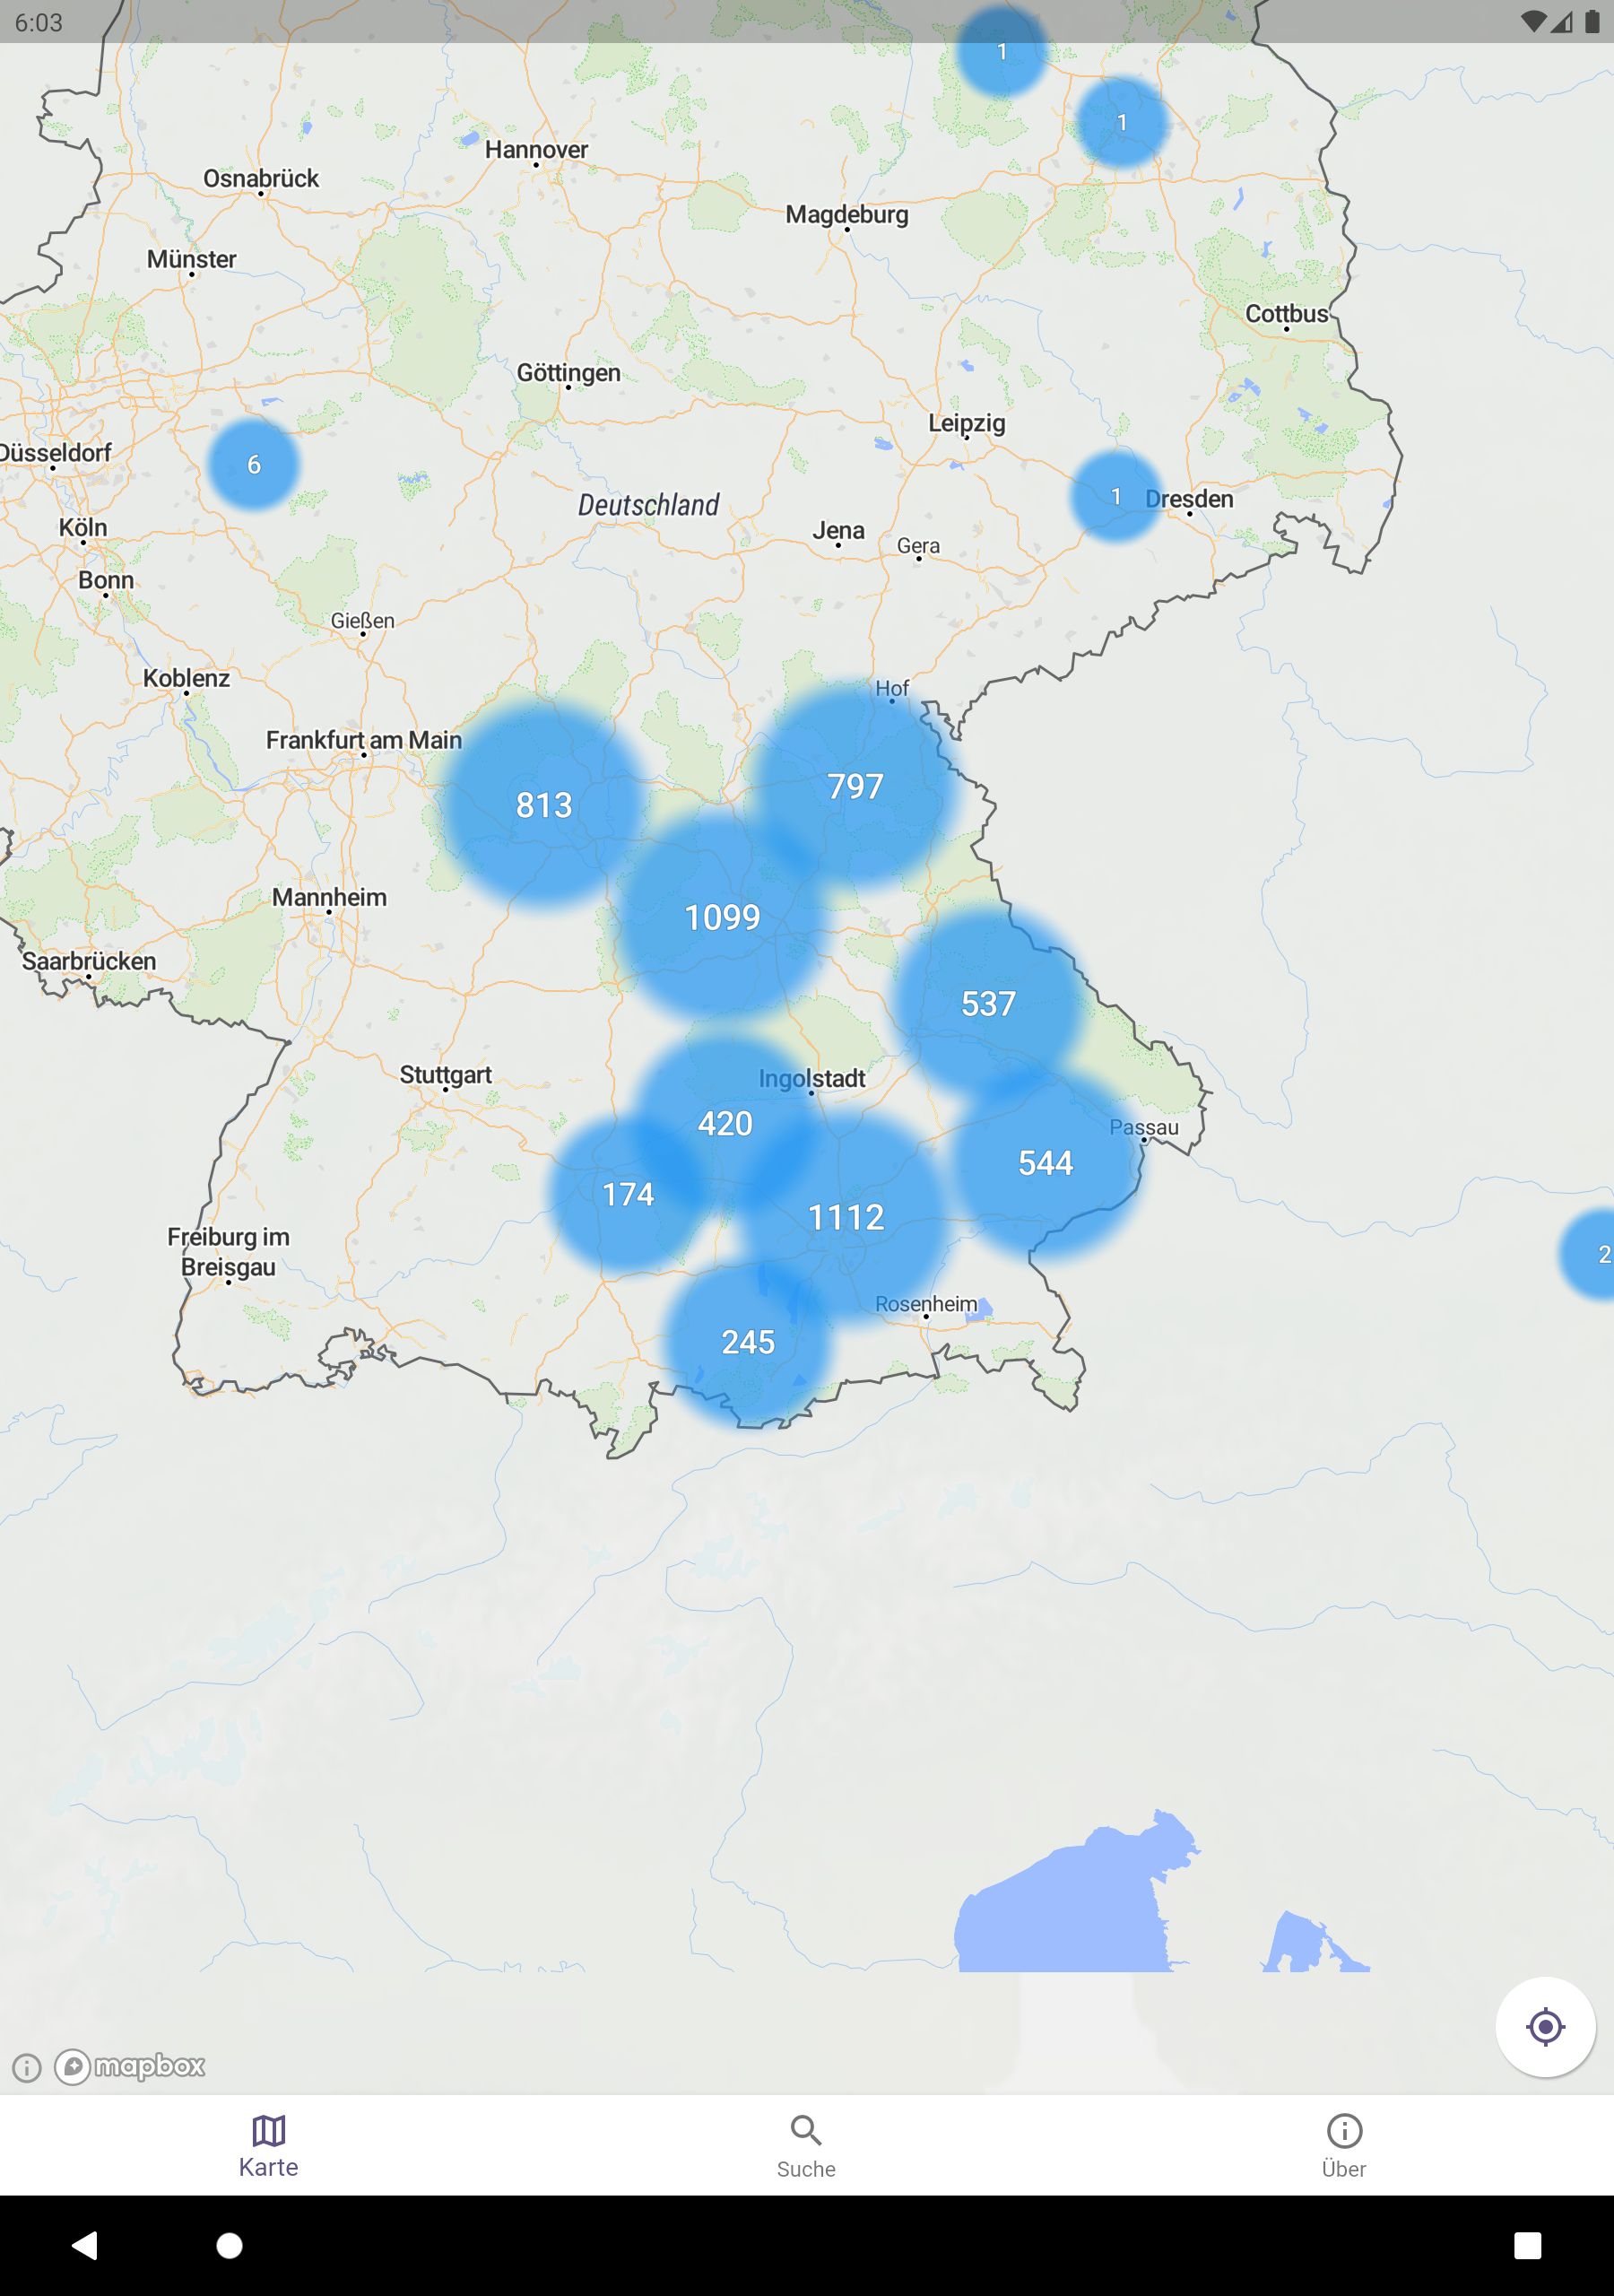 6:03
1
1
Hannover
Osnabrück
Magdeburg
Münster
Cottbus
Göttingen
Leipzig
Düsseldorf
6
1
Dresden
Deutschland
Köln
Jena
Gera
Bonn
Gießen
Koblenz
Hof
Frankfurt am Main
813
797
Mannheim
1099
Saarbrücken
537
Stuttgart
Ingolstadt
420
Passau
544
174
1112
Freiburg im
Breisgau
2
Rosenheim
245
mapbox
Karte
Suche
Über